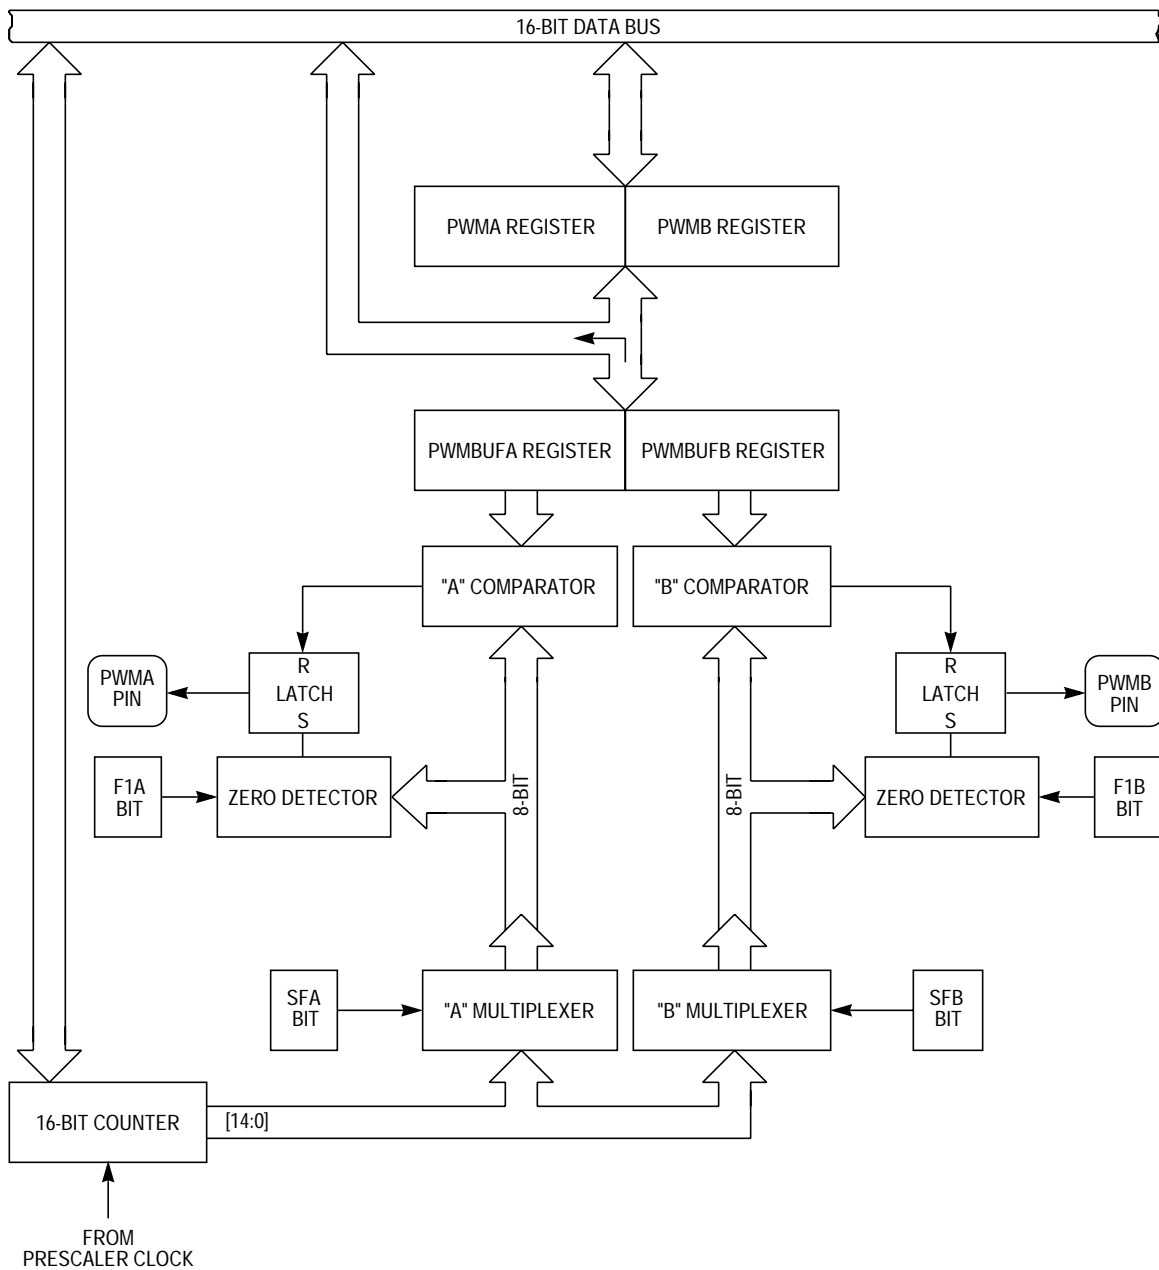 16-BIT DATA BUS
PWMA REGISTER
PWMB REGISTER
PWMBUFA REGISTER
PWMBUFB REGISTER
"A" COMPARATOR
"B" COMPARATOR
R
LATCH
S
R
LATCH
S
PWMA
PIN
PWMB
PIN
F1A
BIT
ZERO DETECTOR
8-BIT
8-BIT
ZERO DETECTOR
F1B
BIT
SFA
BIT
"A" MULTIPLEXER
"B" MULTIPLEXER
SFB
BIT
16-BIT COUNTER
[14:0]
FROM
PRESCALER CLOCK